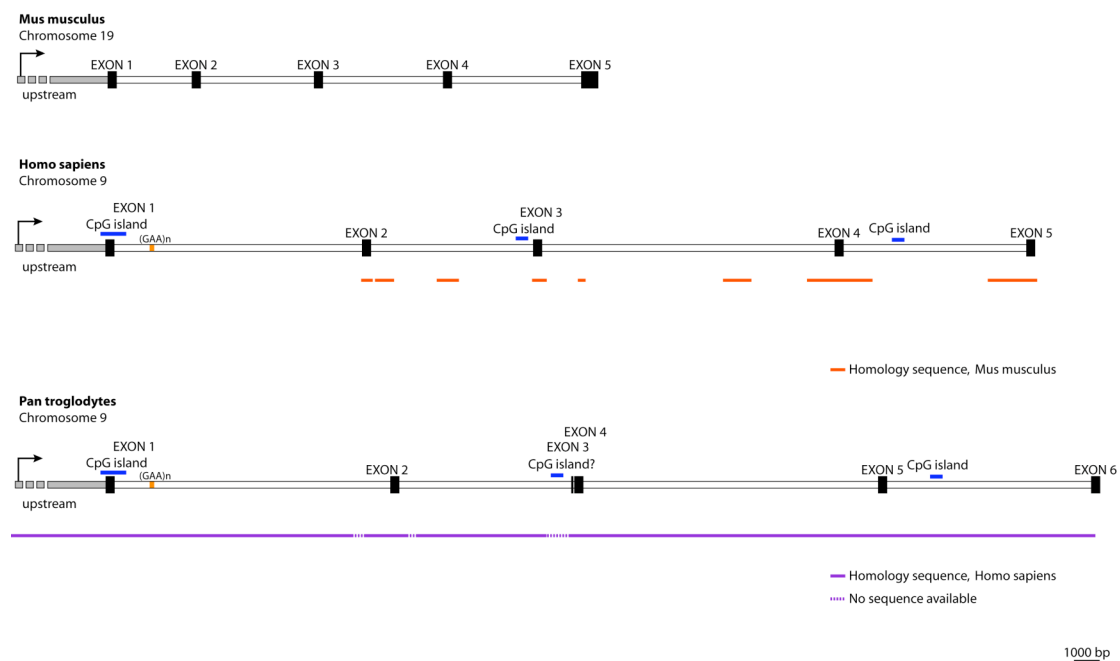 Mus musculus
Chromosome 19
EXON 1 EXON 2 EXON 3 EXON 4 EXON 5
upstream
Homo sapiens
Chromosome 9
EXON 1
CpG island
(GAA)n
EXON 2
EXON 3
CpG island
EXON 4
CpG island
EXON 5
upstream
Homology sequence, Mus musculus
Pan troglodytes
Chromosome 9
EXON 1
CpG island
(GAA)n
EXON 2
EXON 4
EXON 3
CpG island?
EXON 5
CpG island
EXON 6
upstream
Homology sequence, Homo sapiens
No sequence available
1000 bp